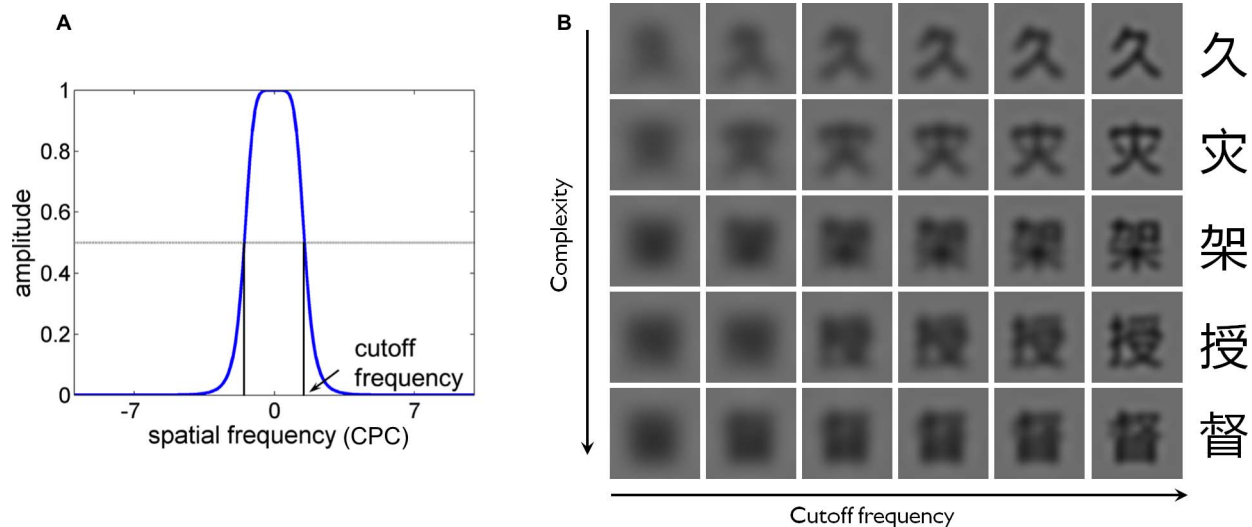 A
1
0.8
0.6
0.4
0.2
0
amplitude
-7 0 7
spatial frequency (CPC)
cutoff
frequency
B
Complexity
久
灾
架
授
督
Cutoff frequency